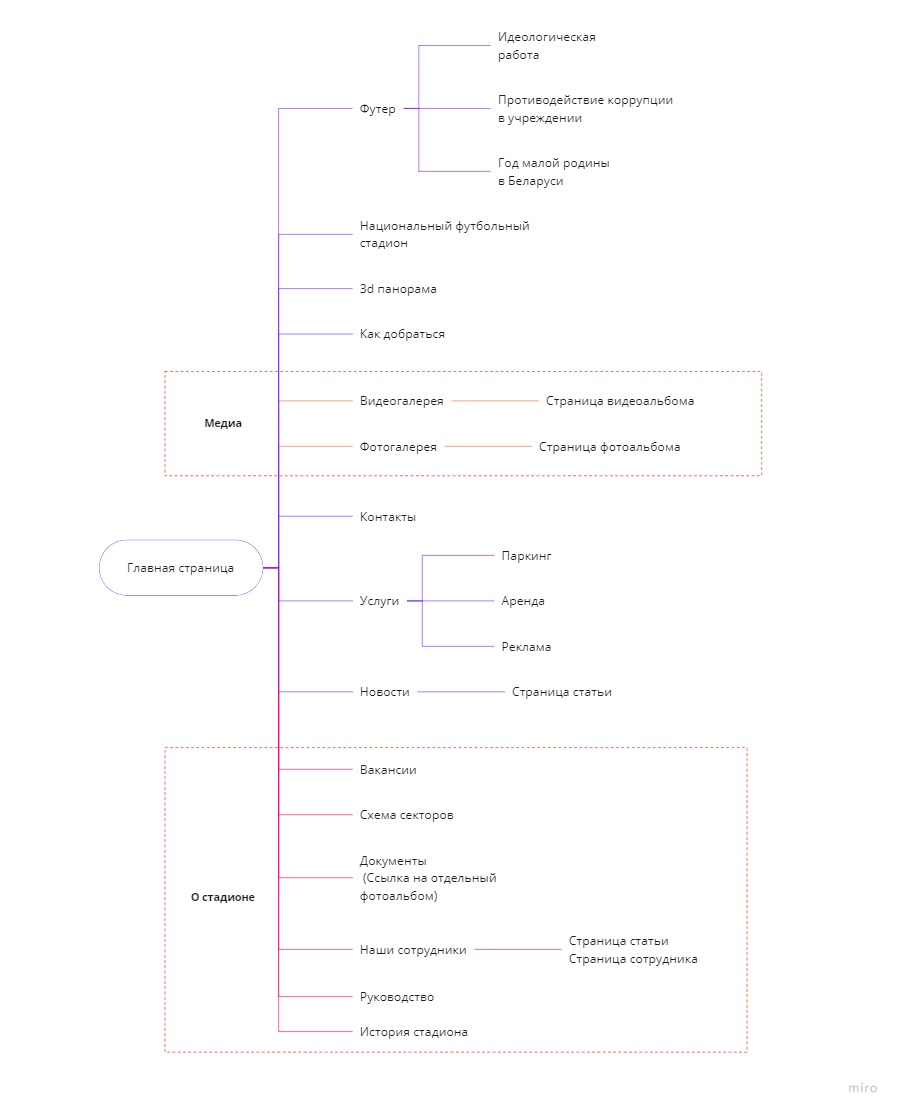 Идеологическая
работа
Футер
Противодействие коррупции
в учреждении
Год малой родины
в Беларуси
Национальный футбольный
стадион
3d панорама
Как добраться
Медиа
Видеогалерея
Страница видеоальбома
Фотогалерея
Страница фотоальбома
Контакты
Главная страница
Услуги
Паркинг
Аренда
Реклама
Новости
Страница статьи
О стадионе
Вакансии
Схема секторов
Документы
(Ссылка на отдельный
фотоальбом)
Наши сотрудники
Страница статьи
Страница сотрудника
Руководство
История стадиона
miro